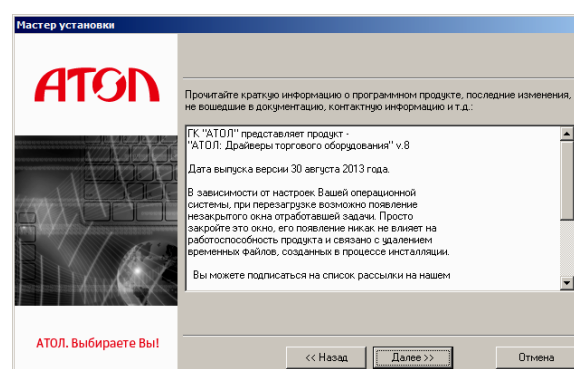 Мастер установки
АТОЛ
Прочитайте краткую информацию о программном продукте, последние изменения,
не вошедшие в документацию, контактную информацию и т.д.:
ГК "АТОЛ" представляет продукт -
"АТОЛ: Драйверы торгового оборудования" v.8
Дата выпуска версии 30 августа 2013 года.
В зависимости от настроек Вашей операционной
системы, при перезагрузке возможно появление
незакрытого окна отработавшей задачи. Просто
закройте это окно, его появление никак не влияет на
работоспособность продукта и связано с удалением
временных файлов, созданных в процессе инсталляции.
Вы можете подписаться на список рассылки на нашем
АТОЛ. Выбираете Вы!
<< Назад
Далее >>
Отмена